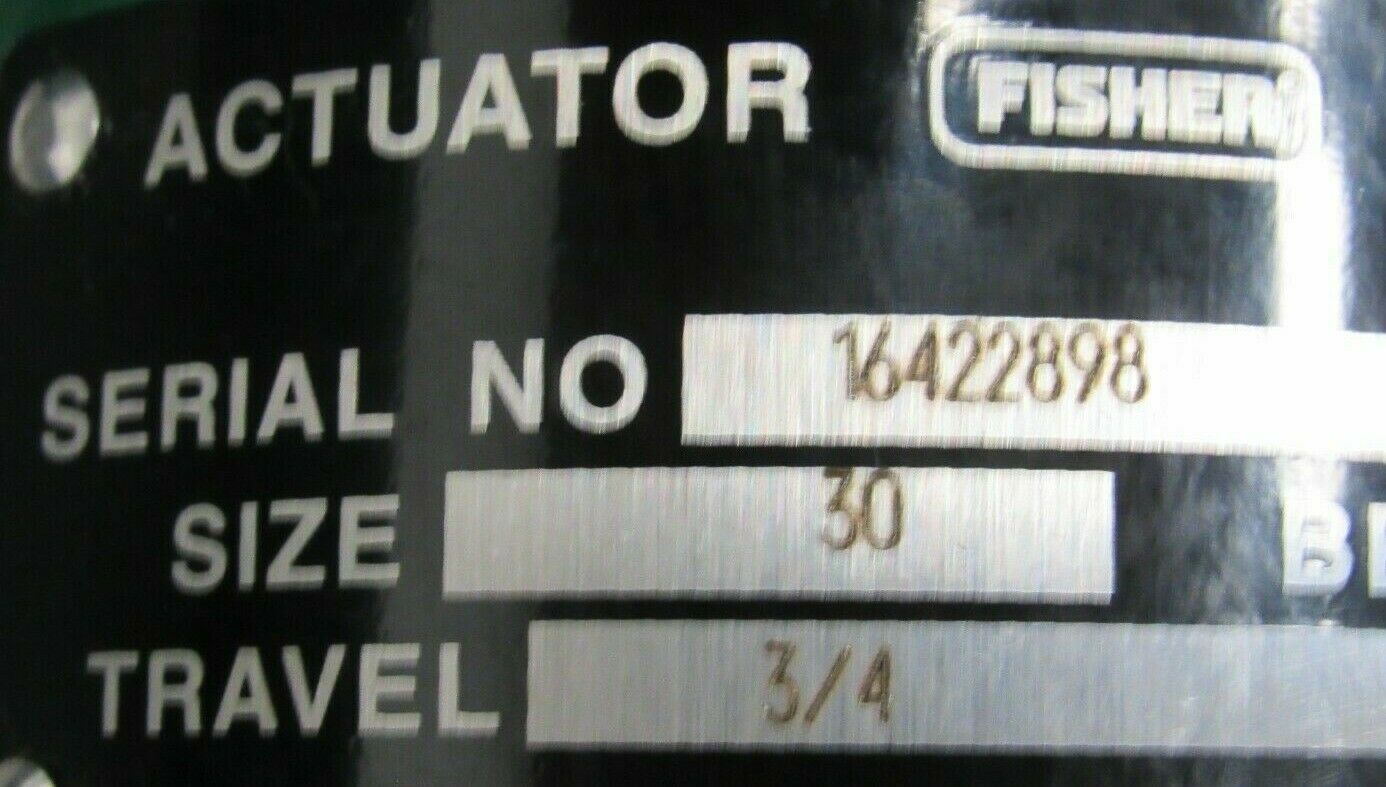 ACTUATOR FISHER
SERIAL NO 16422898
SIZE 30
TRAVEL 3/4